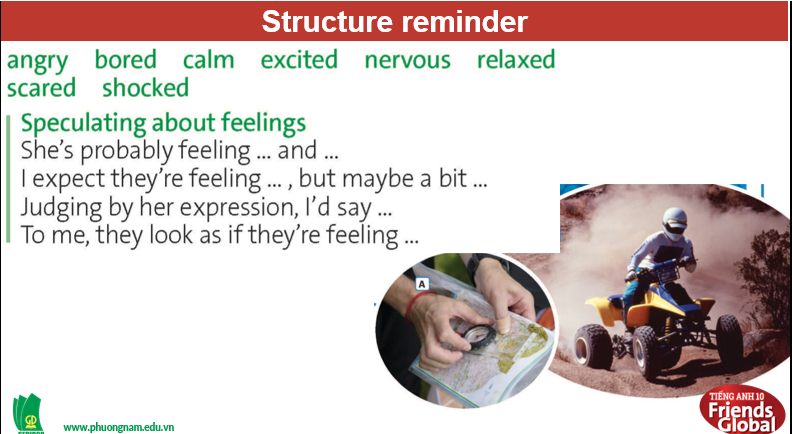 Structure reminder
angry bored calm excited nervous relaxed
scared shocked
Speculating about feelings
She's probably feeling ... and ...
I expect they're feeling ... , but maybe a bit ...
Judging by her expression, I'd say ...
To me, they look as if they're feeling ...
A
www.phuongnam.edu.vn
TIẾNG ANH 10
Friends
Global